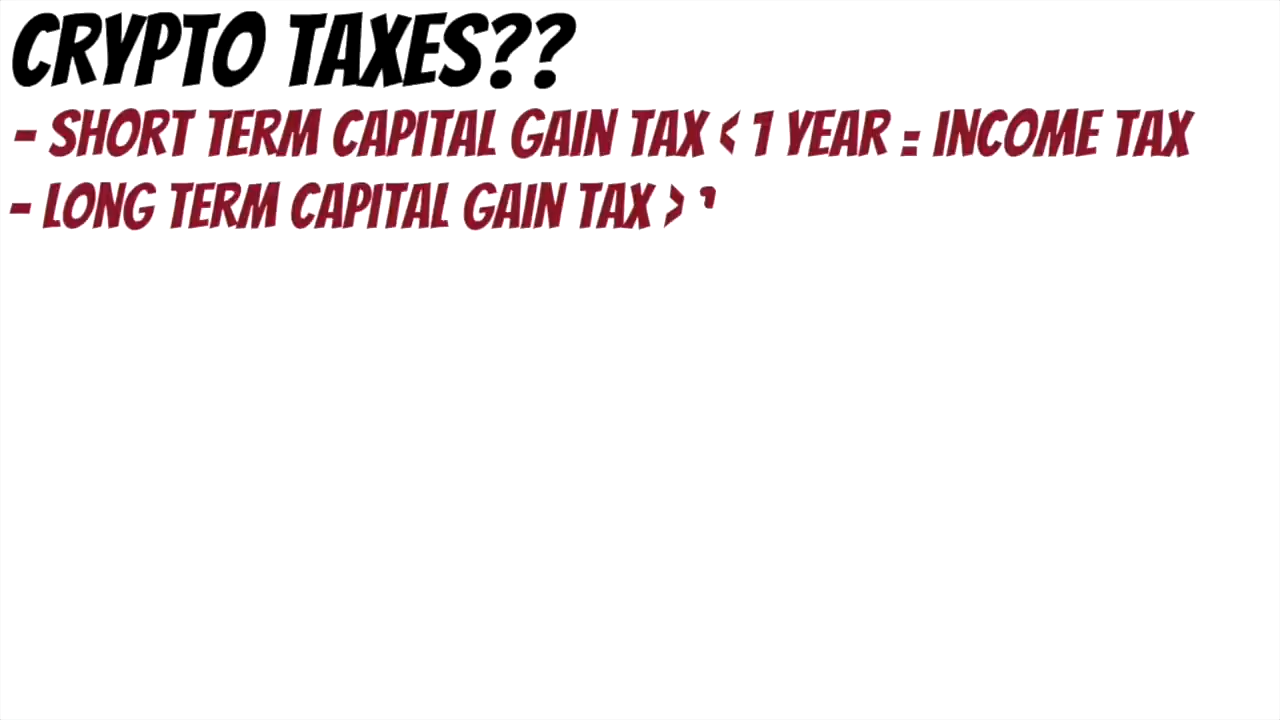 CRYPTO TAXES??
- SHORT TERM CAPITAL GAIN TAX < 1 YEAR = INCOME TAX
- LONG TERM CAPITAL GAIN TAX >